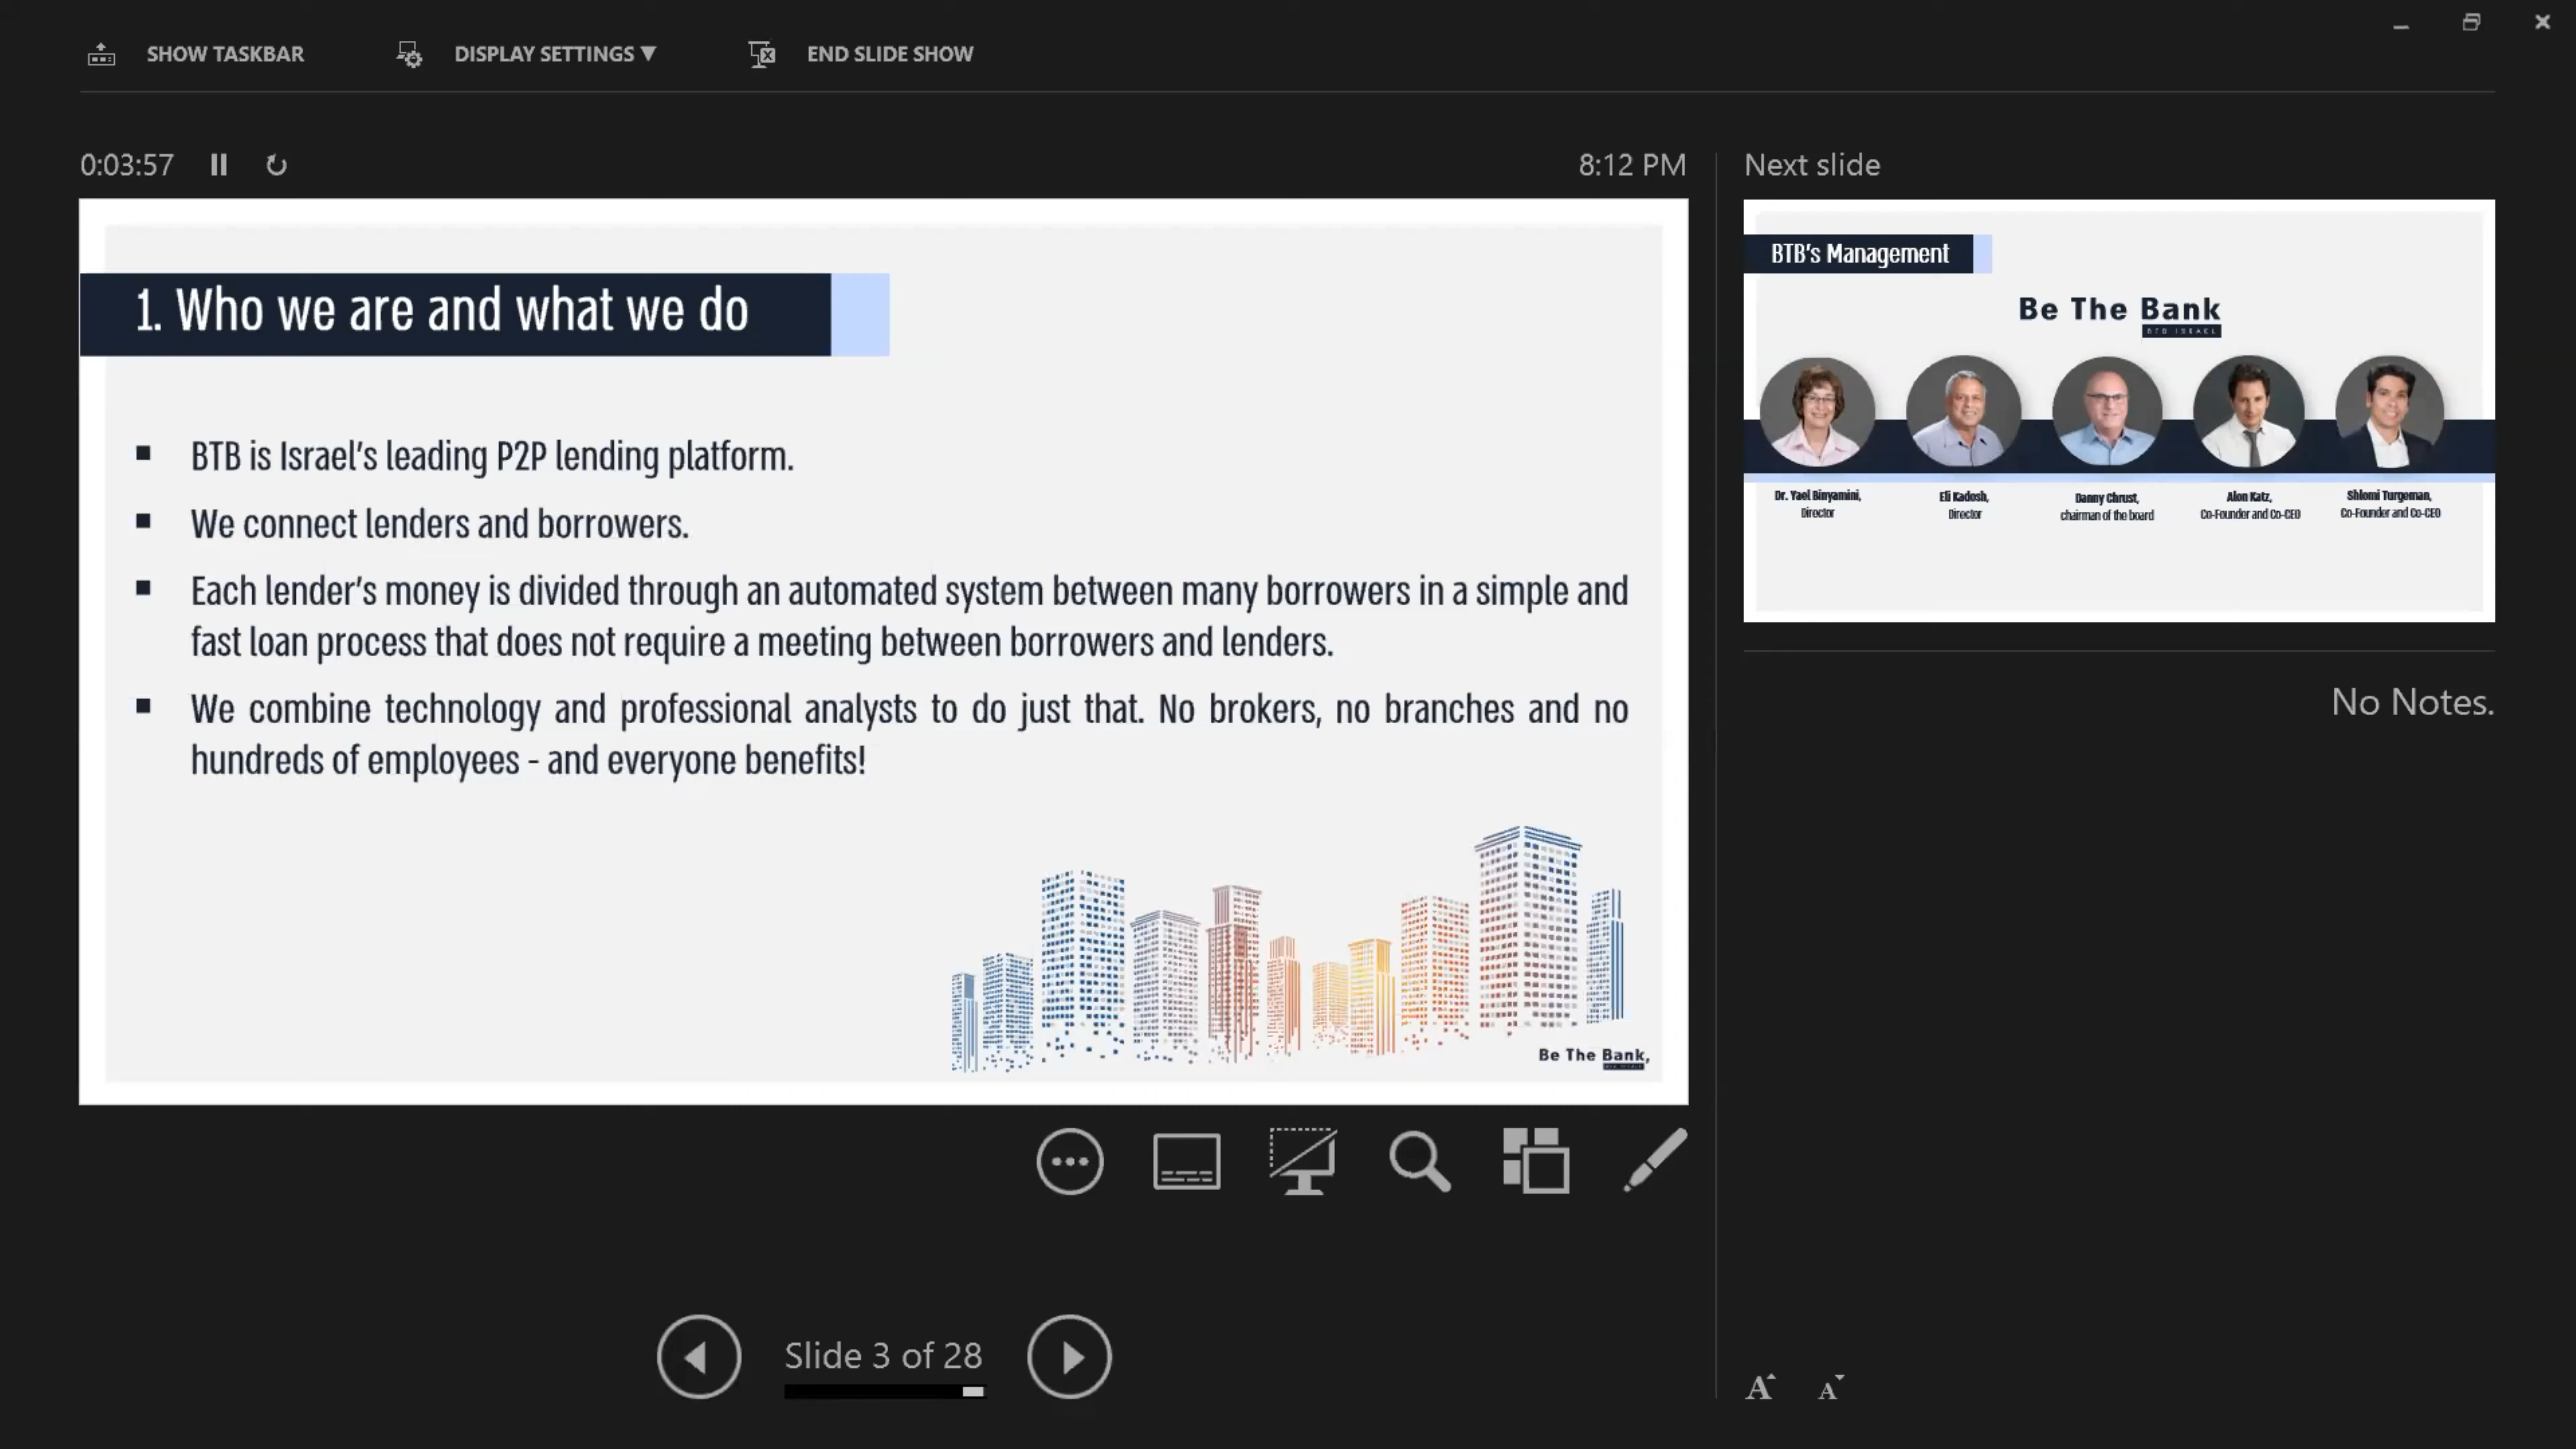 SHOW TASKBAR
DISPLAY SETTINGS ▼
END SLIDE SHOW
0:03:57
8:12 PM
1. Who we are and what we do
▪ BTB is Israel's leading P2P lending platform.
▪ We connect lenders and borrowers.
▪ Each lender's money is divided through an automated system between many borrowers in a simple and
fast loan process that does not require a meeting between borrowers and lenders.
▪ We combine technology and professional analysts to do just that. No brokers, no branches and no
hundreds of employees - and everyone benefits!
Be The Bank,
Slide 3 of 28
Next slide
BTB's Management
Be The Bank
BTB ISRAEL
Dr. Yael Binyamini,
Director
Eli Kadosh,
Director
Danny Chrust,
chairman of the board
Alon Katz,
Co-Founder and Co-CEO
Shlomi Turgeman,
Co-Founder and Co-CEO
No Notes.
A A